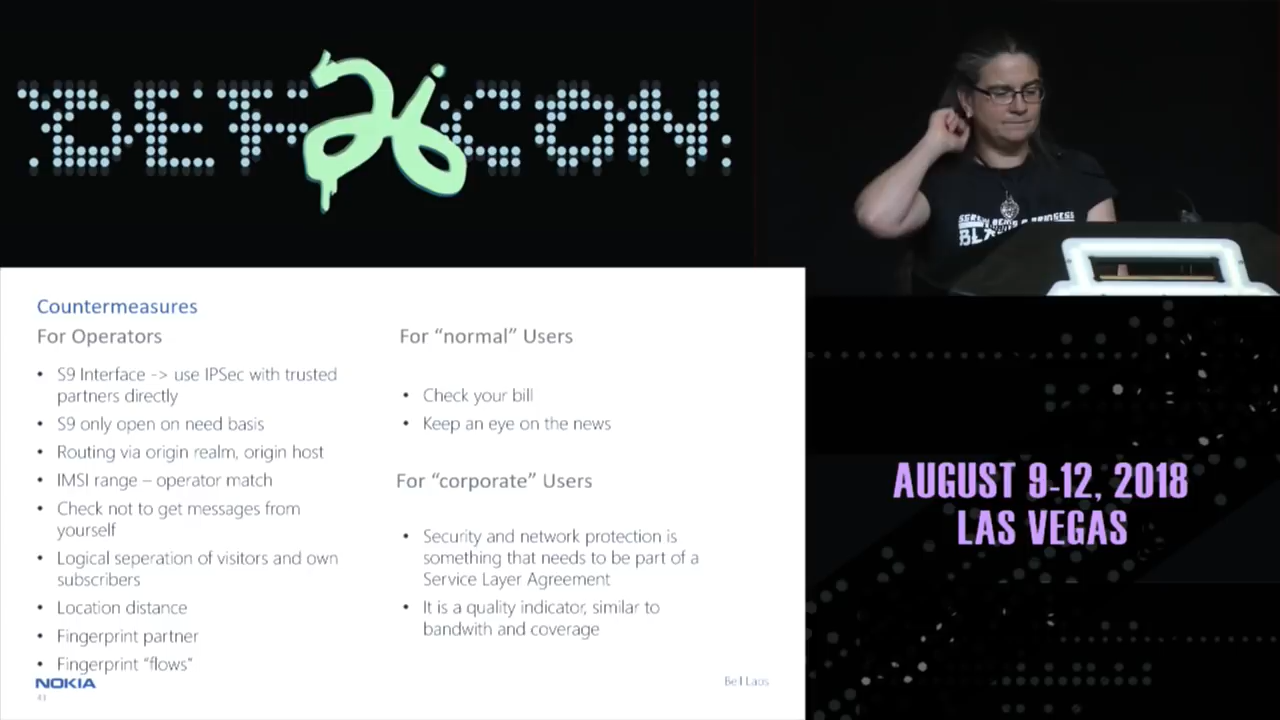 DEF CON
26
Countermeasures
For Operators
• S9 Interface -> use IPSec with trusted
partners directly
• S9 only open on need basis
• Routing via origin realm, origin host
• IMSI range – operator match
• Check not to get messages from
yourself
• Logical seperation of visitors and own
subscribers
• Location distance
• Fingerprint partner
• Fingerprint "flows"
For "normal" Users
• Check your bill
• Keep an eye on the news
For "corporate" Users
• Security and network protection is
something that needs to be part of a
Service Layer Agreement
• It is a quality indicator, similar to
bandwith and coverage
NOKIA
Bell Labs
AUGUST 9-12, 2018
LAS VEGAS